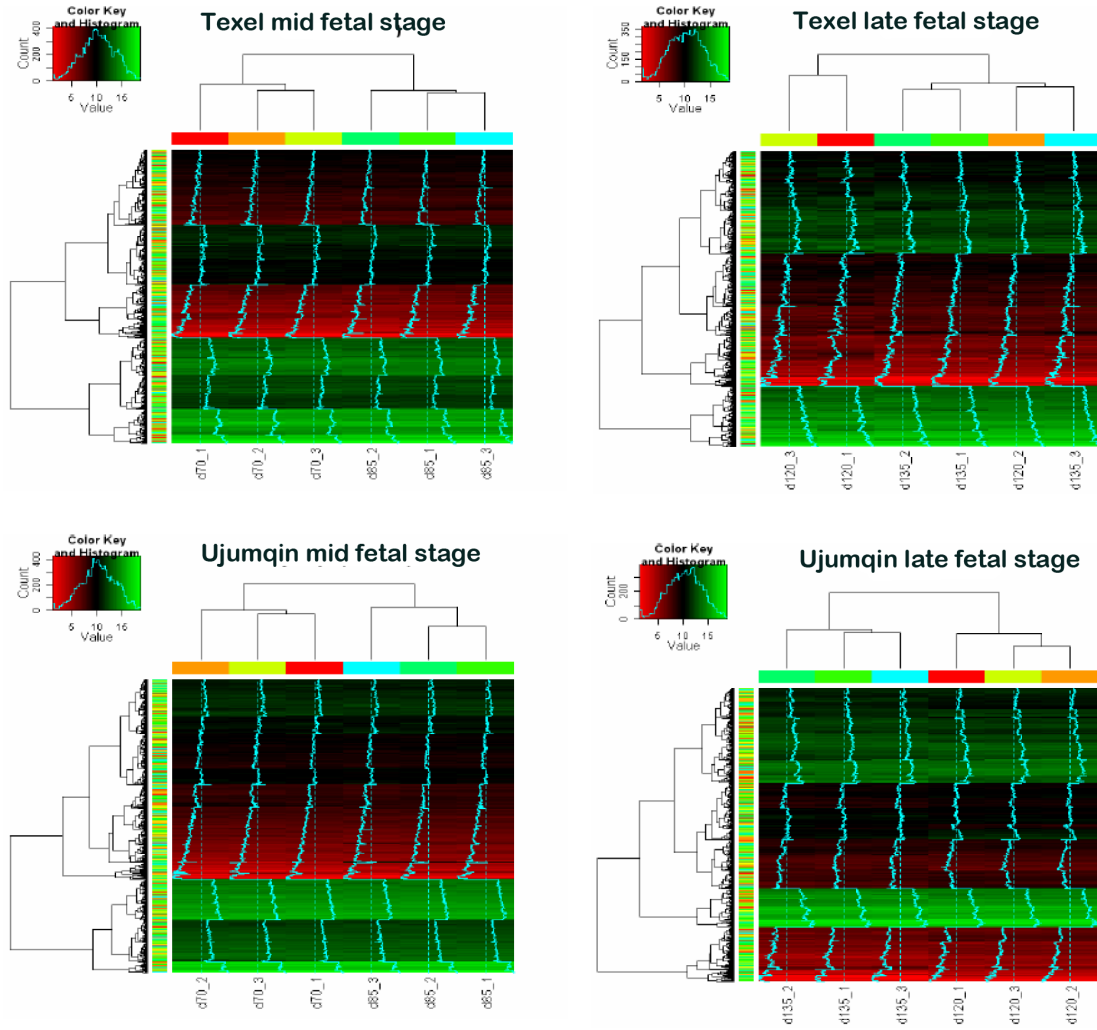 Color Key
and Histogram
Texel mid fetal stage
Count
0 200 400
5 10 16
Value
d70_1 d70_2 d70_3 d85_2 d85_1 d85_3
Color Key
and Histogram
Texel late fetal stage
Count
0 150 350
5 10 16
Value
d120_3 d120_1 d135_2 d135_1 d120_2 d135_3
Color Key
and Histogram
Ujumqin mid fetal stage
Count
0 200 400
5 10 16
Value
d70_2 d70_3 d70_1 d85_3 d85_2 d85_1
Color Key
and Histogram
Ujumqin late fetal stage
Count
0 200
5 10 16
Value
d135_2 d135_1 d135_3 d120_1 d120_3 d120_2